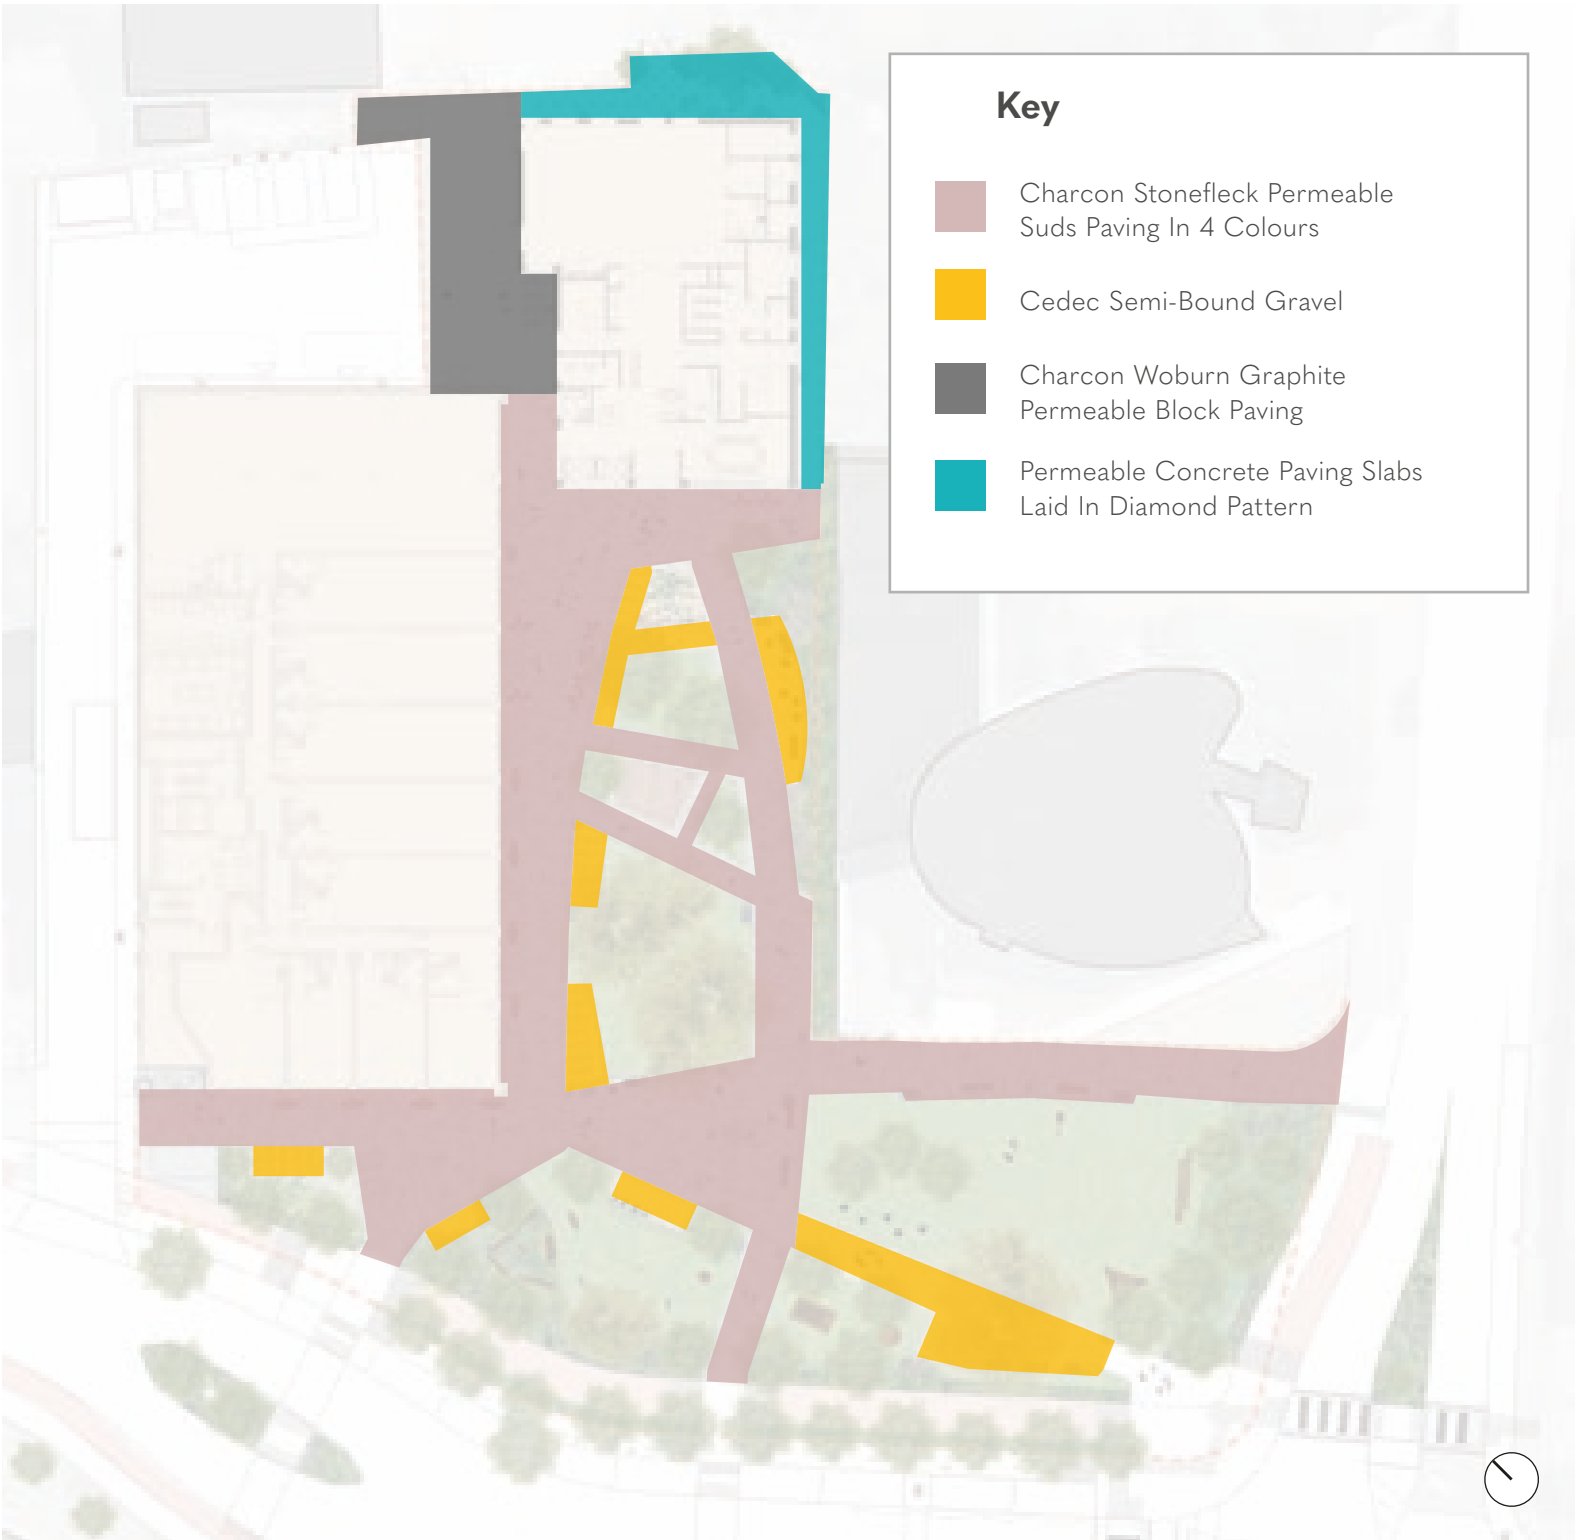 Key
Charcon Stonefleck Permeable
Suds Paving In 4 Colours
Cedec Semi-Bound Gravel
Charcon Woburn Graphite
Permeable Block Paving
Permeable Concrete Paving Slabs
Laid In Diamond Pattern